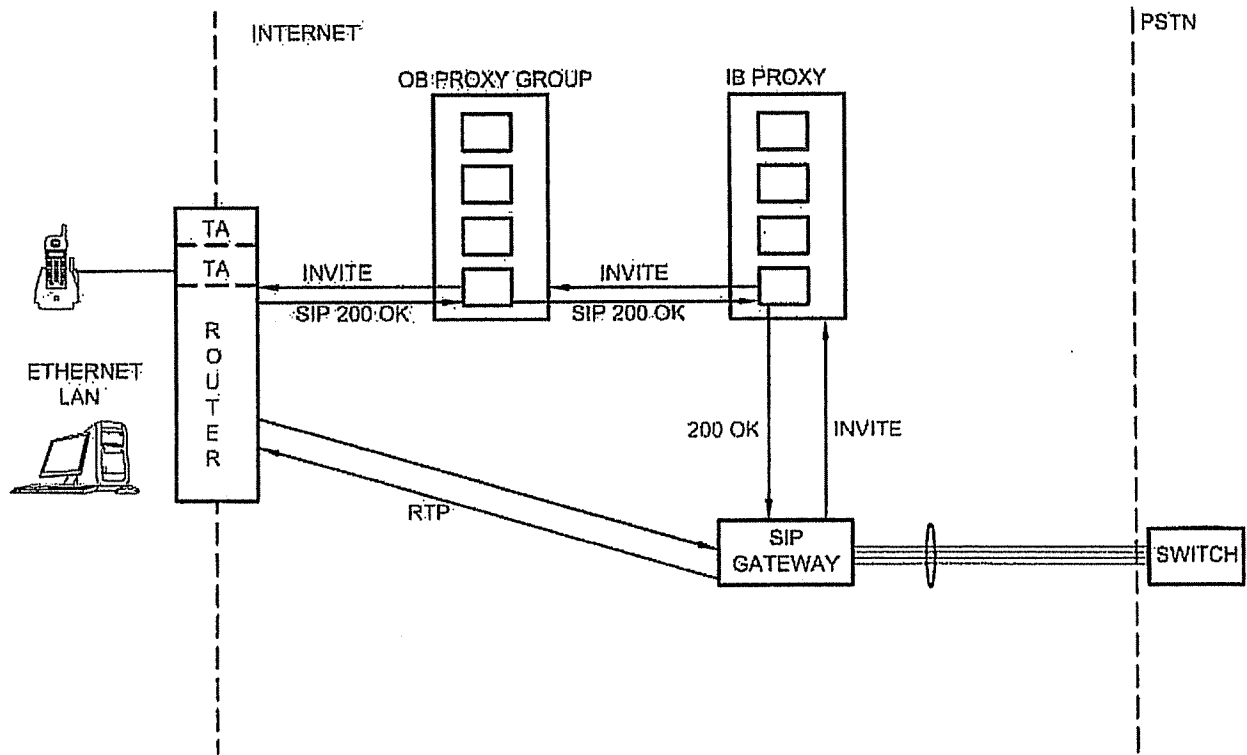 INTERNET
PSTN
OB PROXY GROUP
IB PROXY
TA
TA
INVITE
INVITE
SIP 200 OK
SIP 200 OK
R
O
U
T
E
R
ETHERNET
LAN
200 OK
INVITE
RTP
SIP
GATEWAY
SWITCH